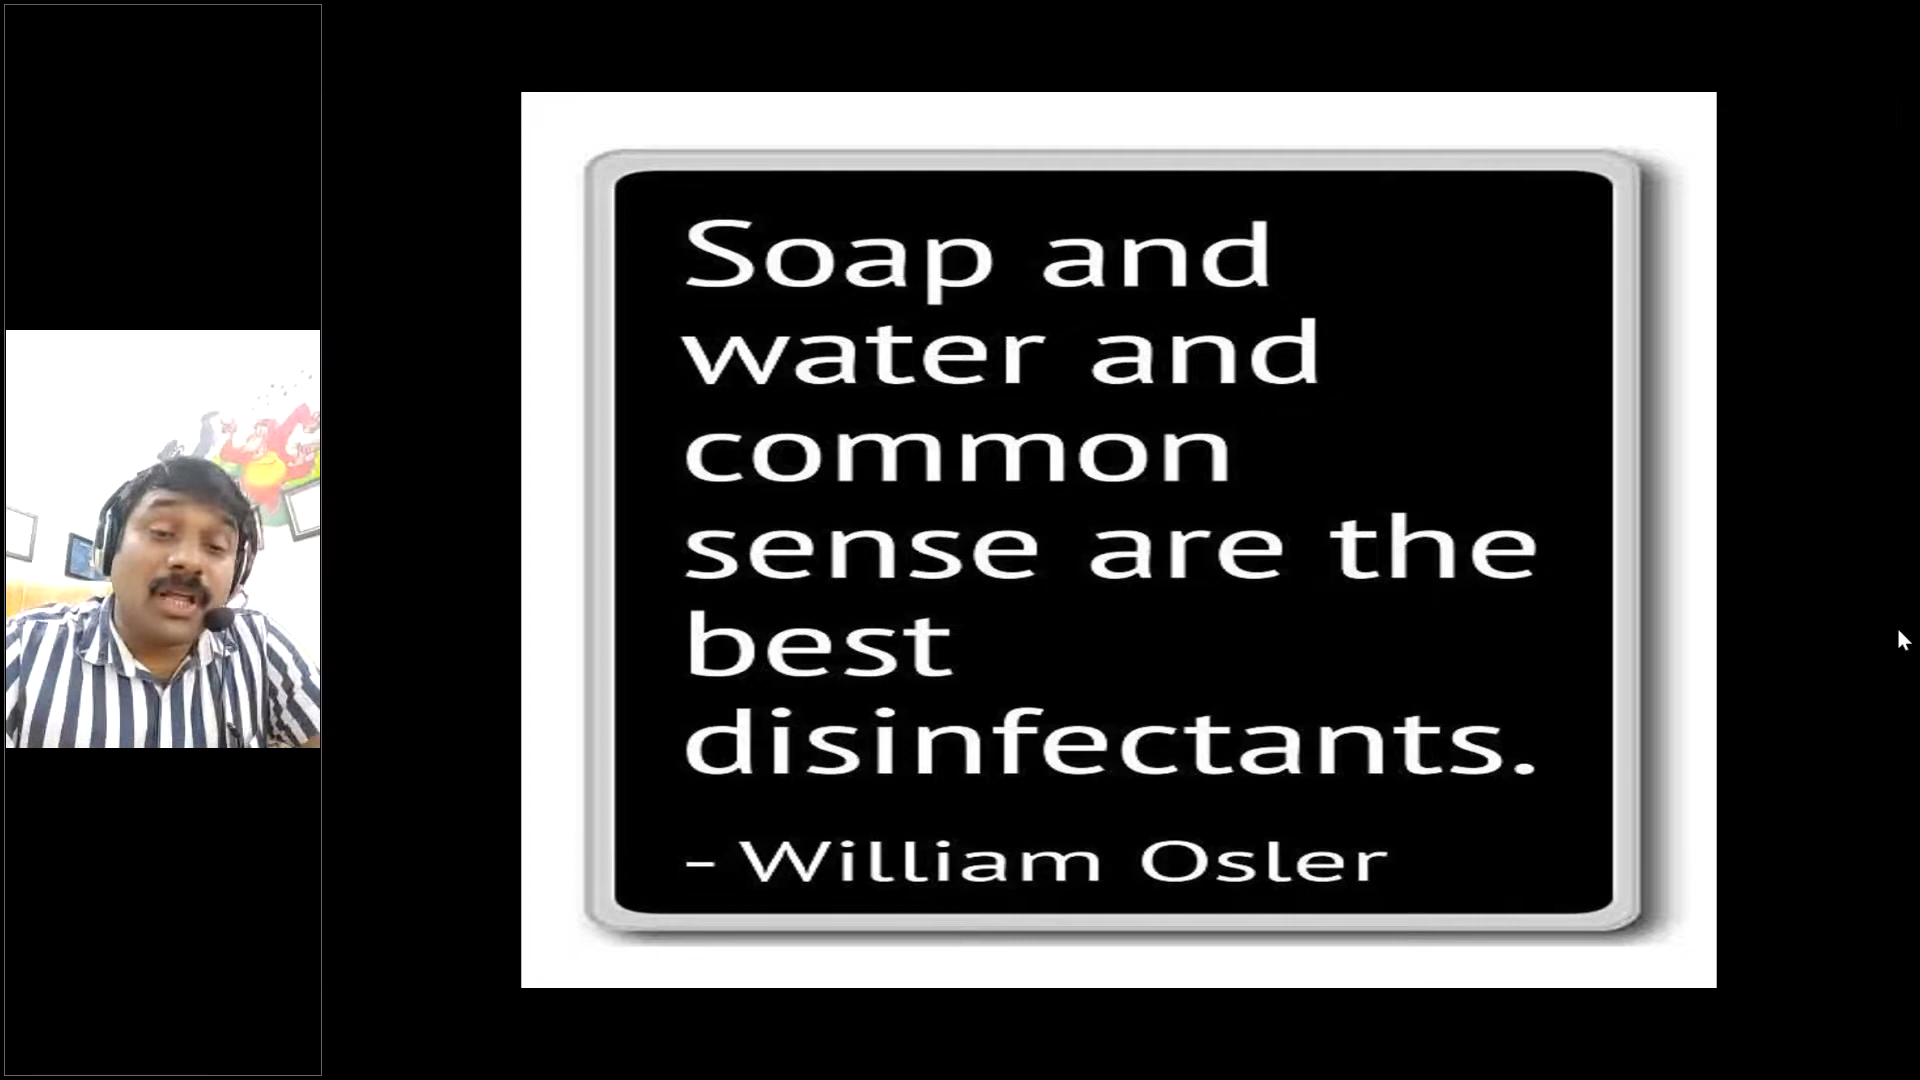 Soap and
water and
common
sense are the
best
disinfectants.
- William Osler